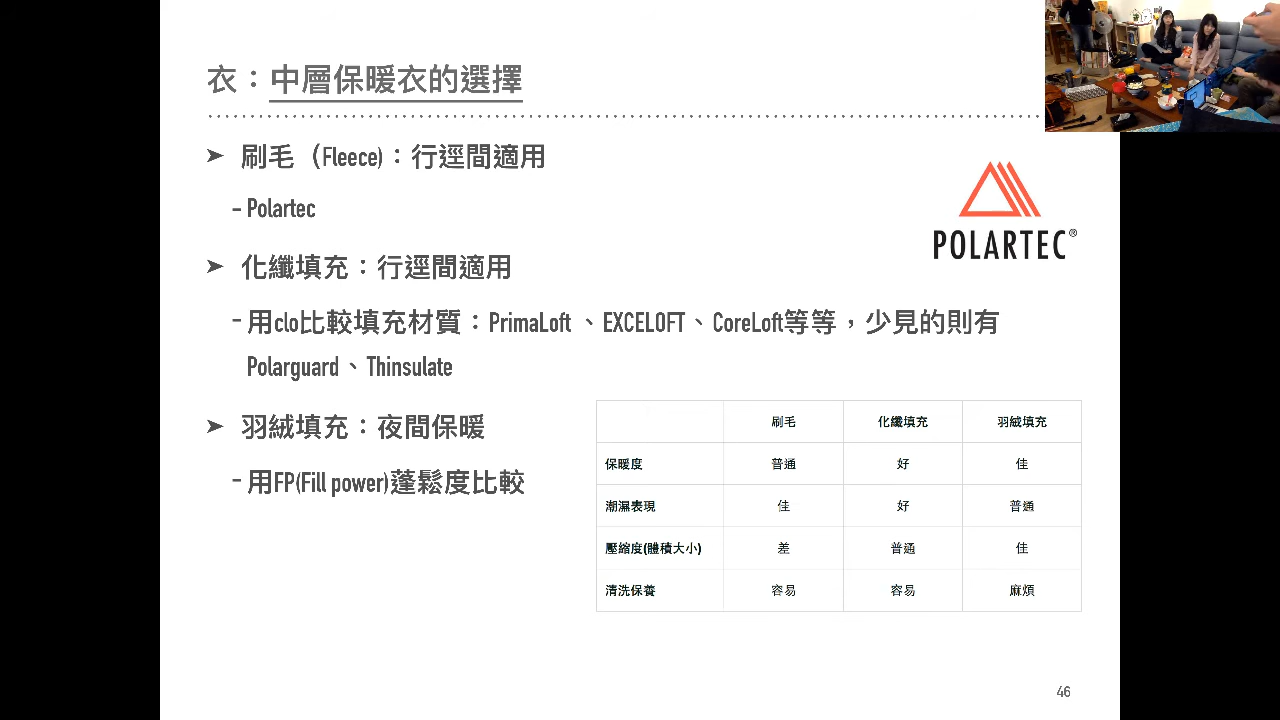 衣：中層保暖衣的選擇
➤ 刷毛（Fleece)：行逕間適用
- Polartec
POLARTEC®
➤ 化纖填充：行逕間適用
- 用clo比較填充材質：PrimaLoft 、EXCELOFT、CoreLoft等等，少見的則有
Polarguard 、Thinsulate
➤ 羽絨填充：夜間保暖
- 用FP(Fill power)蓬鬆度比較
刷毛 化纖填充 羽絨填充
保暖度 普通 好 佳
潮濕表現 佳 好 普通
壓縮度(體積大小) 差 普通 佳
清洗保養 容易 容易 麻煩
46